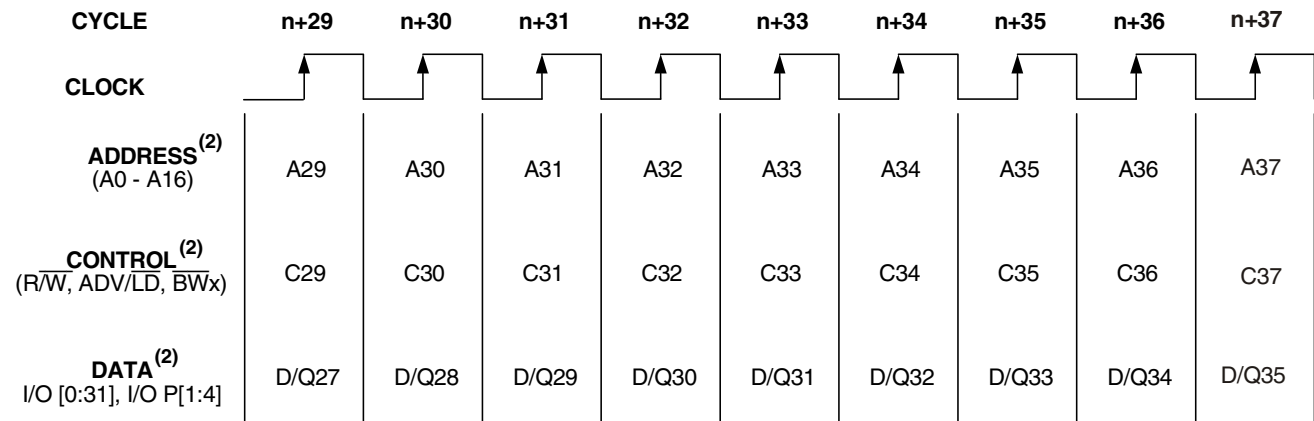 CYCLE n+29 n+30 n+31 n+32 n+33 n+34 n+35 n+36 n+37
CLOCK
ADDRESS(2)
(A0 - A16) A29 A30 A31 A32 A33 A34 A35 A36 A37
CONTROL(2)
(R/W̅, ADV/L̅D̅, B̅W̅x) C29 C30 C31 C32 C33 C34 C35 C36 C37
DATA(2)
I/O [0:31], I/O P[1:4] D/Q27 D/Q28 D/Q29 D/Q30 D/Q31 D/Q32 D/Q33 D/Q34 D/Q35